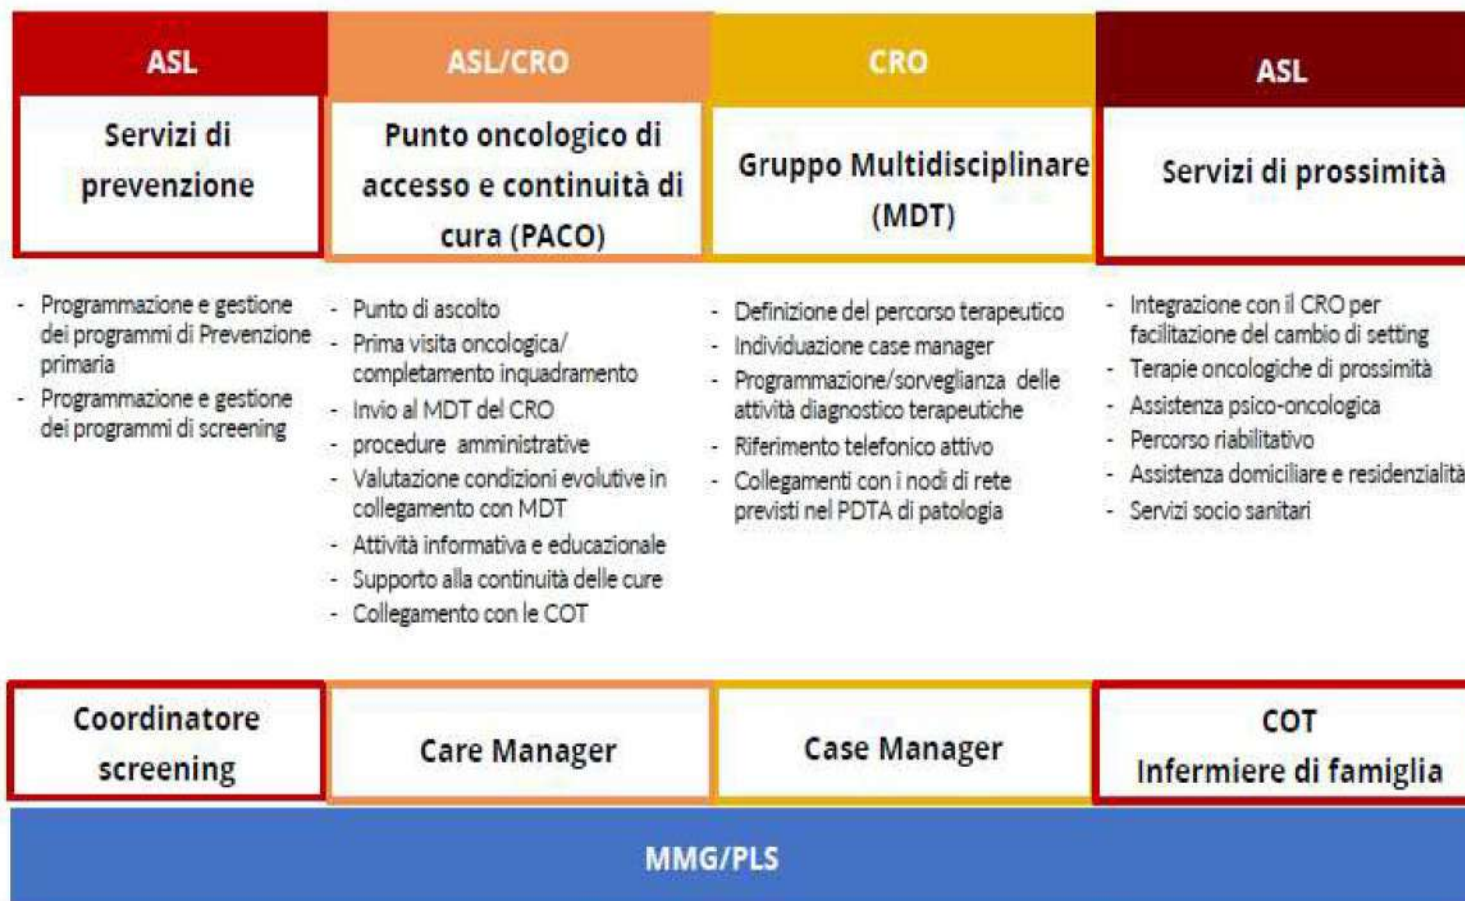 ASL
Servizi di
prevenzione
- Programmazione e gestione
dei programmi di Prevenzione
primaria
- Programmazione e gestione
dei programmi di screening
Coordinatore
screening
ASL/CRO
Punto oncologico di
accesso e continuità di
cura (PACO)
- Punto di ascolto
- Prima visita oncologica/
completamento inquadramento
- Invio al MDT del CRO
- procedure amministrative
- Valutazione condizioni evolutive in
collegamento con MDT
- Attività informativa e educazionale
- Supporto alla continuità delle cure
- Collegamento con le COT
Care Manager
CRO
Gruppo Multidisciplinare
(MDT)
- Definizione del percorso terapeutico
- Individuazione case manager
- Programmazione/sorveglianza delle
attività diagnostico terapeutiche
- Riferimento telefonico attivo
- Collegamenti con i nodi di rete
previsti nel PDTA di patologia
Case Manager
ASL
Servizi di prossimità
- Integrazione con il CRO per
facilitazione del cambio di setting
- Terapie oncologiche di prossimità
- Assistenza psico-oncologica
- Percorso riabilitativo
- Assistenza domiciliare e residenzialità
- Servizi socio sanitari
COT
Infermiere di famiglia
MMG/PLS